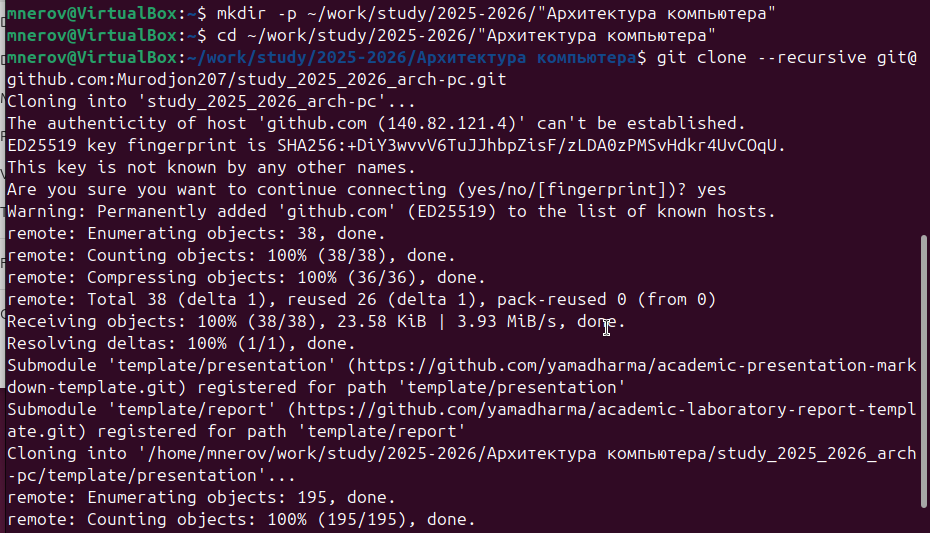 mnerov@VirtualBox:~$ mkdir -p ~/work/study/2025-2026/"Архитектура компьютера"
mnerov@VirtualBox:~$ cd ~/work/study/2025-2026/"Архитектура компьютера"
mnerov@VirtualBox:~/work/study/2025-2026/Архитектура компьютера$ git clone --recursive git@
github.com:Murodjon207/study_2025_2026_arch-pc.git
Cloning into 'study_2025_2026_arch-pc'...
The authenticity of host 'github.com (140.82.121.4)' can't be established.
ED25519 key fingerprint is SHA256:+DiY3wvvV6TuJJhbpZisF/zLDA0zPMSvHdkr4UvCOqU.
This key is not known by any other names.
Are you sure you want to continue connecting (yes/no/[fingerprint])? yes
Warning: Permanently added 'github.com' (ED25519) to the list of known hosts.
remote: Enumerating objects: 38, done.
remote: Counting objects: 100% (38/38), done.
remote: Compressing objects: 100% (36/36), done.
remote: Total 38 (delta 1), reused 26 (delta 1), pack-reused 0 (from 0)
Receiving objects: 100% (38/38), 23.58 KiB | 3.93 MiB/s, done.
Resolving deltas: 100% (1/1), done.
Submodule 'template/presentation' (https://github.com/yamadharma/academic-presentation-mark
down-template.git) registered for path 'template/presentation'
Submodule 'template/report' (https://github.com/yamadharma/academic-laboratory-report-templ
ate.git) registered for path 'template/report'
Cloning into '/home/mnerov/work/study/2025-2026/Архитектура компьютера/study_2025_2026_arch
-pc/template/presentation'...
remote: Enumerating objects: 195, done.
remote: Counting objects: 100% (195/195), done.